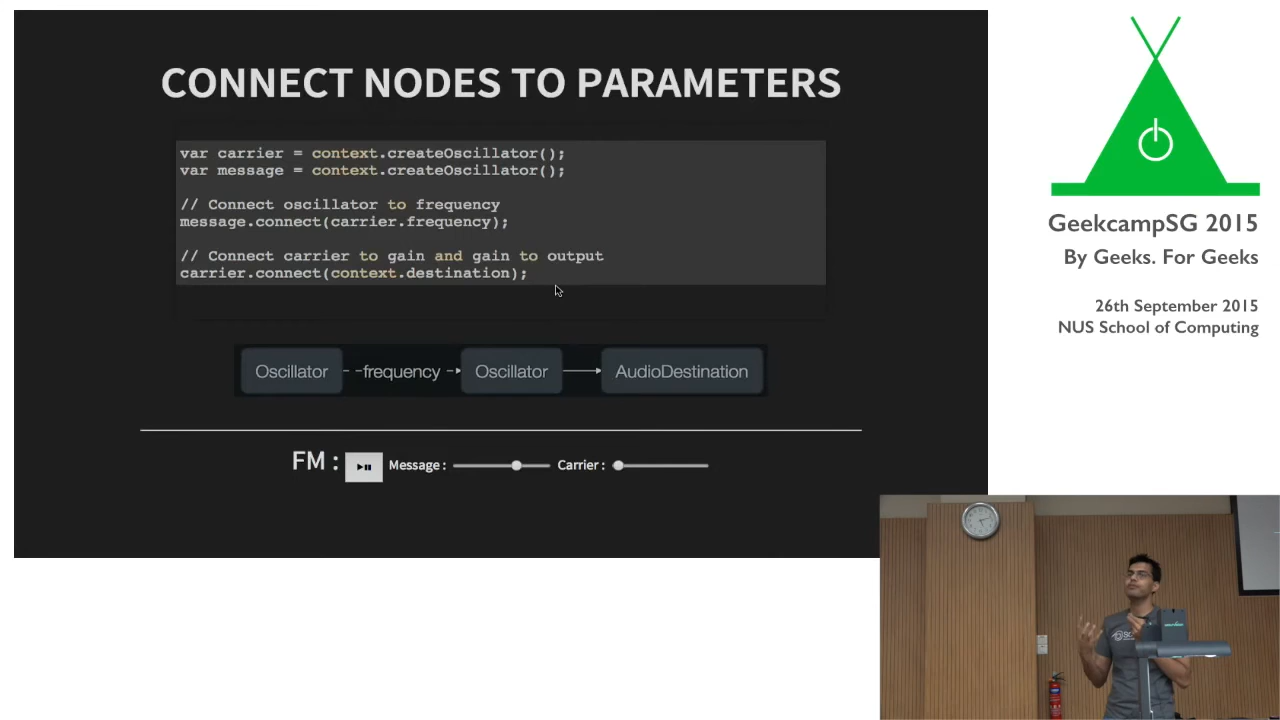 CONNECT NODES TO PARAMETERS
var carrier = context.createOscillator();
var message = context.createOscillator();
// Connect oscillator to frequency
message.connect(carrier.frequency);
// Connect carrier to gain and gain to output
carrier.connect(context.destination);
Oscillator
frequency
Oscillator
AudioDestination
FM :
Message :
Carrier :
GeekcampSG 2015
By Geeks. For Geeks
26th September 2015
NUS School of Computing